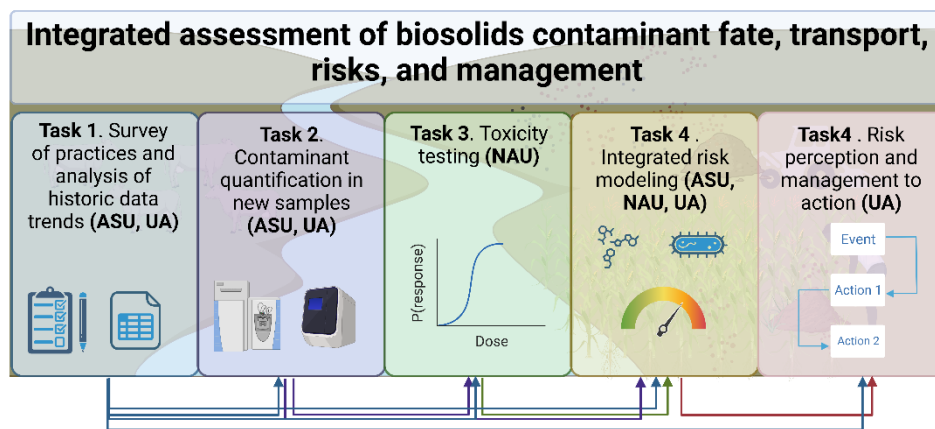 Integrated assessment of biosolids contaminant fate, transport,
risks, and management
Task 1. Survey
of practices and
analysis of
historic data
trends (ASU, UA)
Task 2.
Contaminant
quantification in
new samples
(ASU, UA)
Task 3. Toxicity
testing (NAU)
P(response)
Dose
Task 4 .
Integrated risk
modeling (ASU,
NAU, UA)
Task4 . Risk
perception and
management to
action (UA)
Event
Action 1
Action 2